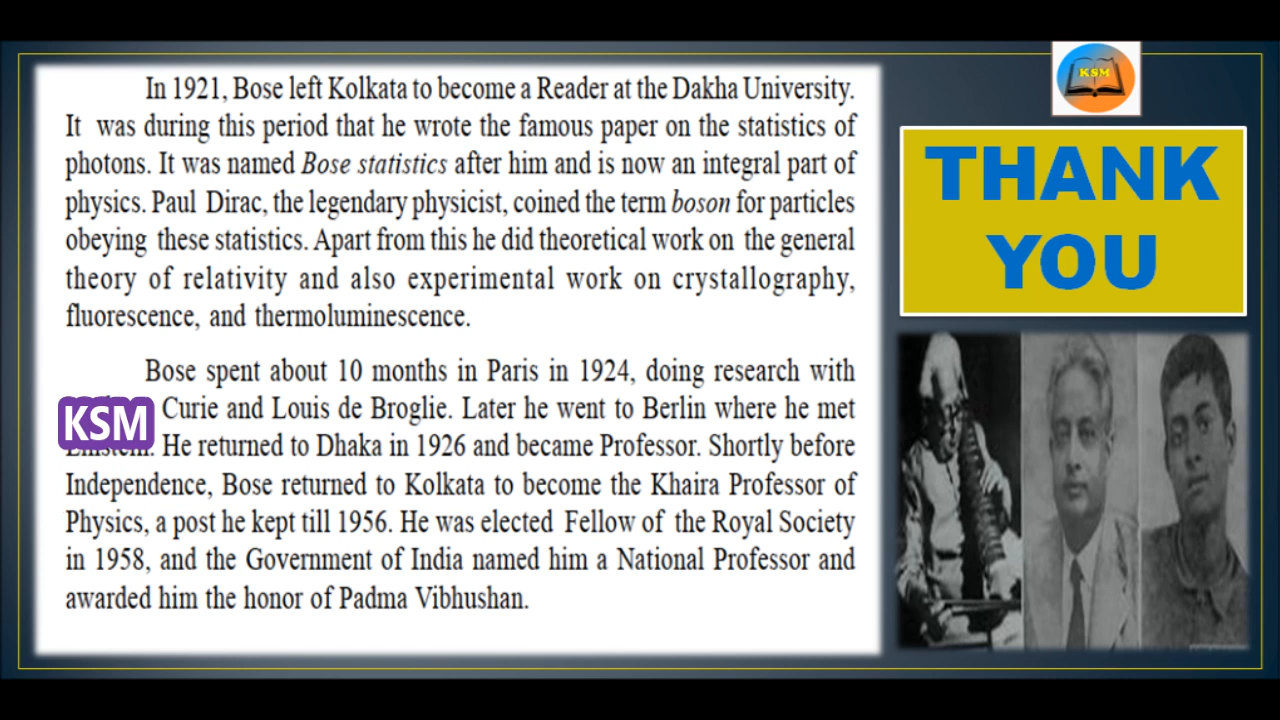 In 1921, Bose left Kolkata to become a Reader at the Dakha University.
It was during this period that he wrote the famous paper on the statistics of
photons. It was named Bose statistics after him and is now an integral part of
physics. Paul Dirac, the legendary physicist, coined the term boson for particles
obeying these statistics. Apart from this he did theoretical work on the general
theory of relativity and also experimental work on crystallography,
fluorescence, and thermoluminescence.
Bose spent about 10 months in Paris in 1924, doing research with
Curie and Louis de Broglie. Later he went to Berlin where he met
He returned to Dhaka in 1926 and became Professor. Shortly before
Independence, Bose returned to Kolkata to become the Khaira Professor of
Physics, a post he kept till 1956. He was elected Fellow of the Royal Society
in 1958, and the Government of India named him a National Professor and
awarded him the honor of Padma Vibhushan.
KSM
KSM
THANK
YOU